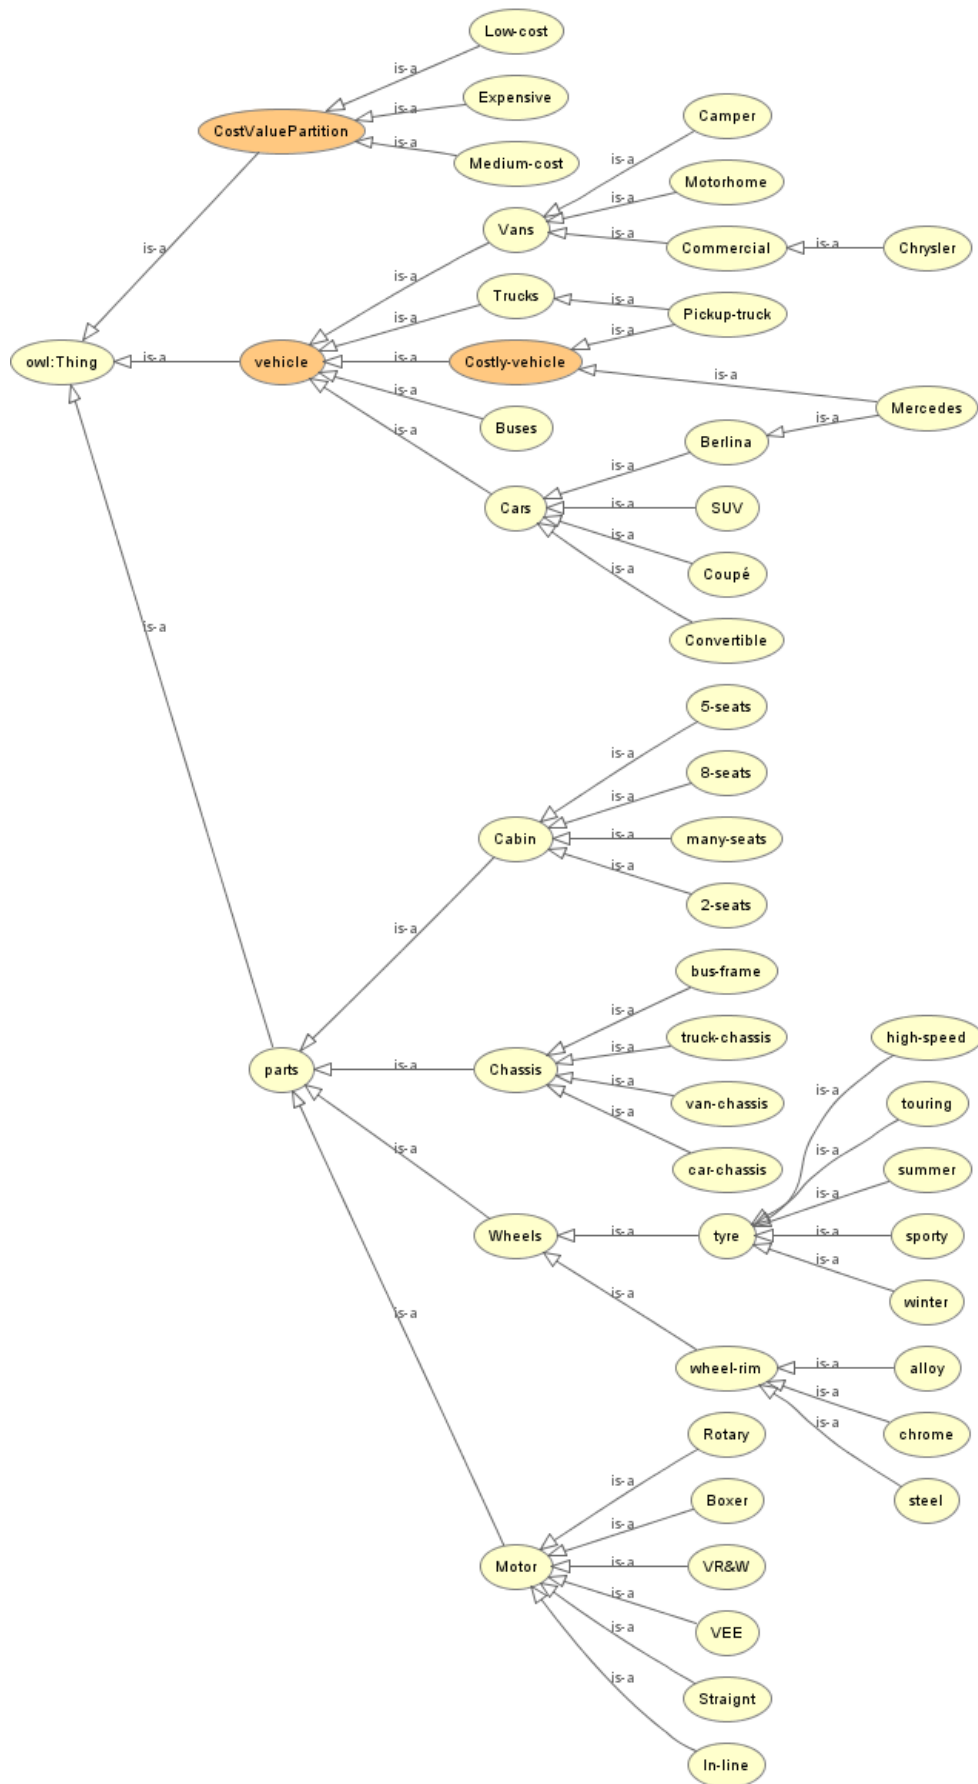 Low-cost
is-a
Expensive
is-a
CostValuePartition
is-a
Medium-cost
Camper
is-a
Motorhome
is-a
Vans
is-a
Commercial
is-a
Chrysler
is-a
is-a
Trucks
is-a
Pickup-truck
is-a
is-a
owl:Thing
is-a
vehicle
is-a
Costly-vehicle
is-a
is-a
Mercedes
Buses
is-a
Berlina
is-a
is-a
Cars
is-a
SUV
is-a
Coupé
is-a
Convertible
is-a
5-seats
is-a
8-seats
is-a
Cabin
is-a
many-seats
is-a
2-seats
is-a
bus-frame
is-a
truck-chassis
is-a
high-speed
parts
is-a
Chassis
is-a
van-chassis
is-a
touring
is-a
car-chassis
is-a
is-a
summer
is-a
Wheels
is-a
tyre
is-a
sporty
is-a
winter
is-a
is-a
wheel-rim
is-a
alloy
is-a
chrome
is-a
steel
Rotary
is-a
Boxer
is-a
Motor
is-a
VR&W
is-a
VEE
is-a
Straignt
is-a
In-line